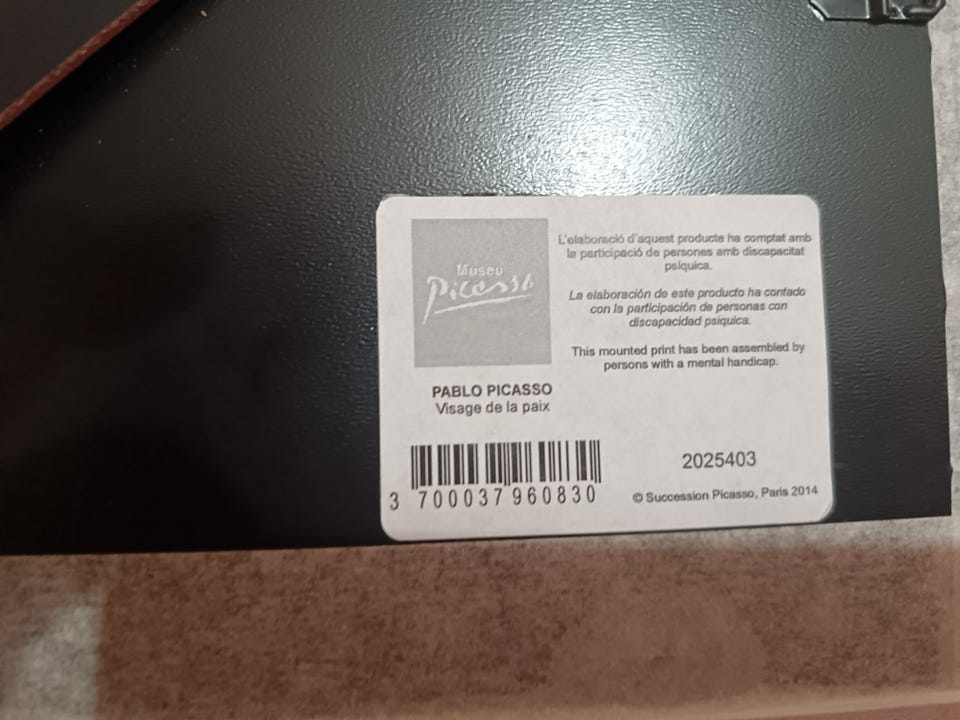 Museu
Picasso
L'elaboració d'aquest producte ha comptat amb
la participació de persones amb discapacitat
psíquica.
La elaboración de este producto ha contado
con la participación de personas con
discapacidad psíquica.
This mounted print has been assembled by
persons with a mental handicap.
PABLO PICASSO
Visage de la paix
3 700037 960830
2025403
© Succession Picasso, Paris 2014